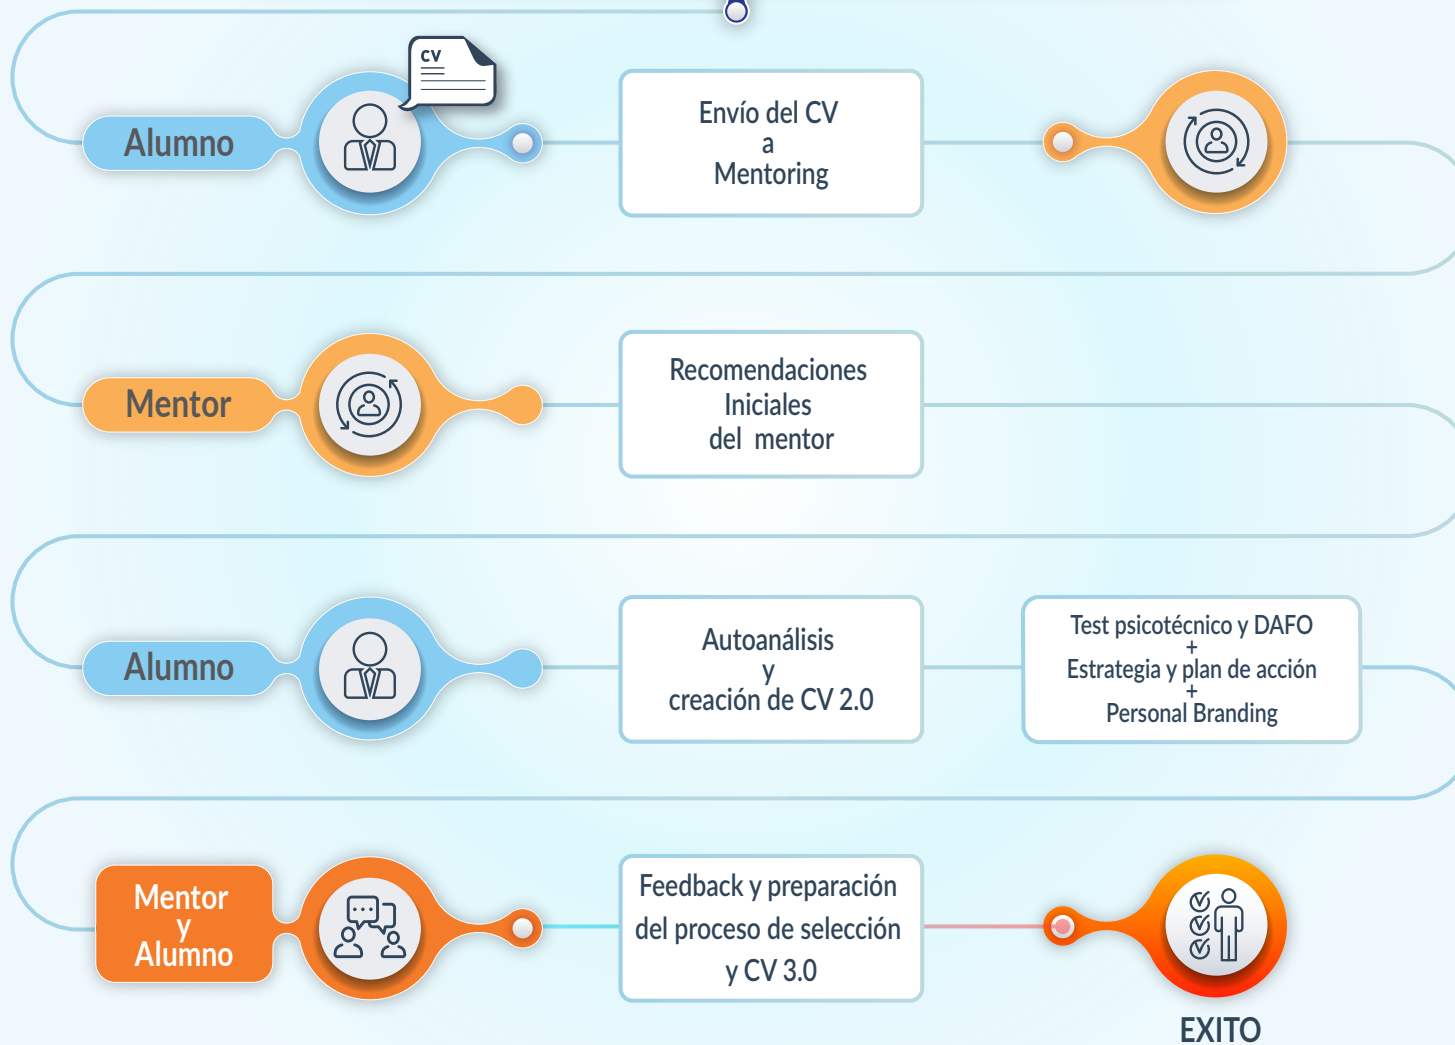 CV
Alumno
Envío del CV
a
Mentoring
Mentor
Recomendaciones
Iniciales
del mentor
Alumno
Autoanálisis
y
creación de CV 2.0
Test psicotécnico y DAFO
+
Estrategia y plan de acción
+
Personal Branding
Mentor
y
Alumno
Feedback y preparación
del proceso de selección
y CV 3.0
EXITO